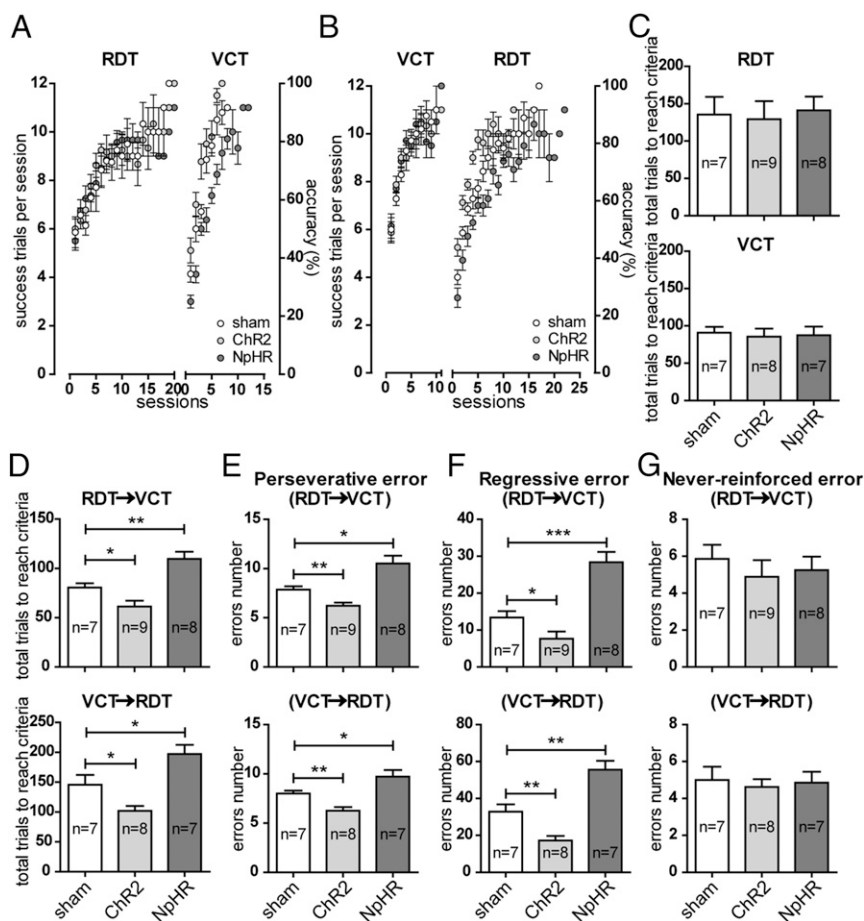 A
RDT
VCT
success trials per session
12
10
8
6
4
2
0
100
80
60
40
20
0
accuracy (%)
sham
ChR2
NpHR
0 5 10 15 20 0 5 10 15
sessions
B
VCT
RDT
success trials per session
12
10
8
6
4
2
0
100
80
60
40
20
0
accuracy (%)
sham
ChR2
NpHR
0 5 10 0 5 10 15 20 25
sessions
C
RDT
total trials to reach criteria
200
150
100
50
0
n=7 n=9 n=8
VCT
total trials to reach criteria
200
150
100
50
0
n=7 n=8 n=7
sham ChR2 NpHR
D
RDT→VCT
total trials to reach criteria
150
100
50
0
**
*
n=7 n=9 n=8
VCT→RDT
total trials to reach criteria
250
200
150
100
50
0
*
*
n=7 n=8 n=7
sham ChR2 NpHR
E
Perseverative error
(RDT→VCT)
errors number
15
10
5
0
*
**
n=7 n=9 n=8
(VCT→RDT)
errors number
15
10
5
0
*
**
n=7 n=8 n=7
sham ChR2 NpHR
F
Regressive error
(RDT→VCT)
errors number
40
30
20
10
0
***
*
n=7 n=9 n=8
(VCT→RDT)
errors number
80
60
40
20
0
**
**
n=7 n=8 n=7
sham ChR2 NpHR
G
Never-reinforced error
(RDT→VCT)
errors number
8
6
4
2
0
n=7 n=9 n=8
(VCT→RDT)
errors number
8
6
4
2
0
n=7 n=8 n=7
sham ChR2 NpHR